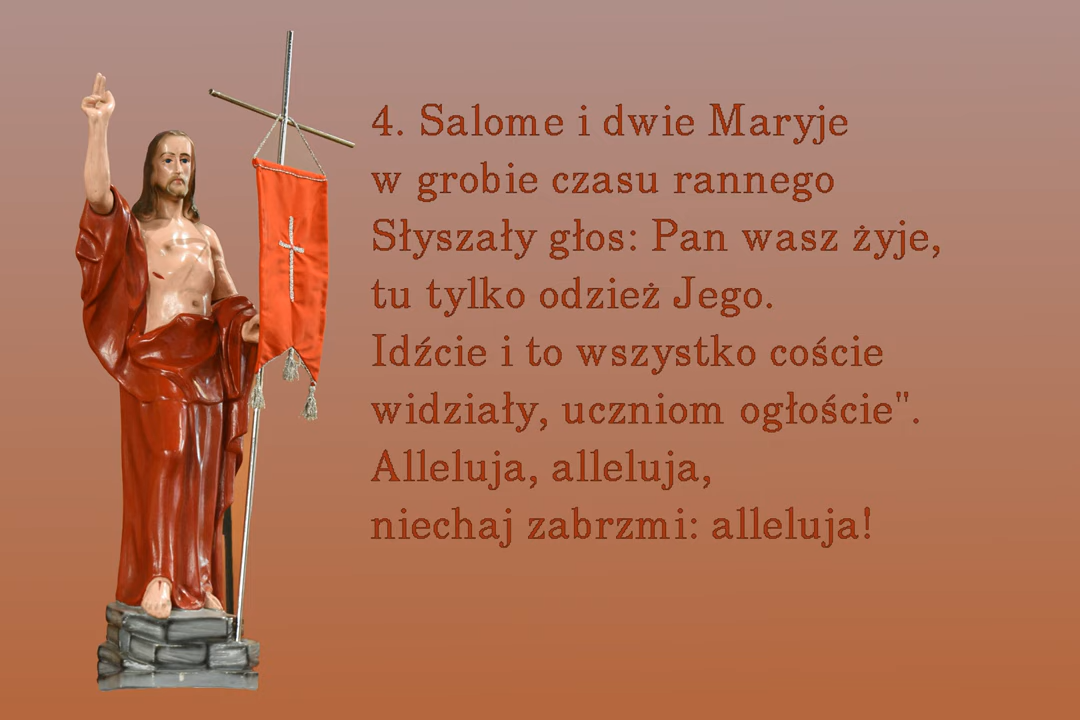 4. Salome i dwie Maryje
w grobie czasu rannego
Słyszały głos: Pan wasz żyje,
tu tylko odzież Jego.
Idźcie i to wszystko coście
widziały, uczniom ogłoście".
Alleluja, alleluja,
niechaj zabrzmi: alleluja!